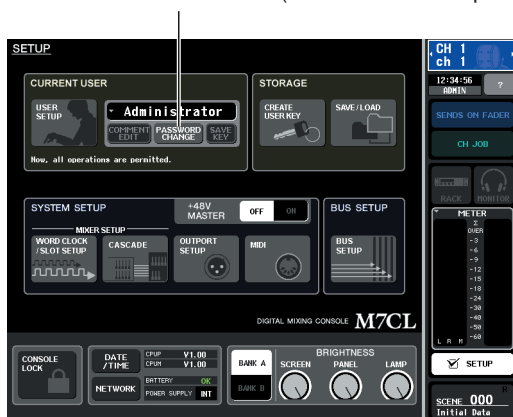 SETUP
CURRENT USER
USER
SETUP
Administrator
COMMENT
EDIT
PASSWORD
CHANGE
SAVE
KEY
Now, all operations are permitted.
STORAGE
CREATE
USER KEY
SAVE/LOAD
SYSTEM SETUP
+48V
MASTER
OFF
ON
MIXER SETUP
WORD CLOCK
/SLOT SETUP
CASCADE
OUTPORT
SETUP
MIDI
BUS SETUP
BUS
SETUP
DIGITAL MIXING CONSOLE M7CL
CONSOLE
LOCK
DATE
/TIME
NETWORK
CPUP V1.00
CPUM V1.00
BATTERY OK
POWER SUPPLY INT
BANK A
BANK B
BRIGHTNESS
SCREEN
PANEL
LAMP
CH 1
ch 1
12:34:56
ADMIN
?
SENDS ON FADER
CH JOB
RACK
MONITOR
METER
Σ
OVER
-3
-6
-9
-12
-15
-18
-24
-30
-40
-50
-60
L R M
SETUP
R
SCENE 000
Initial Data